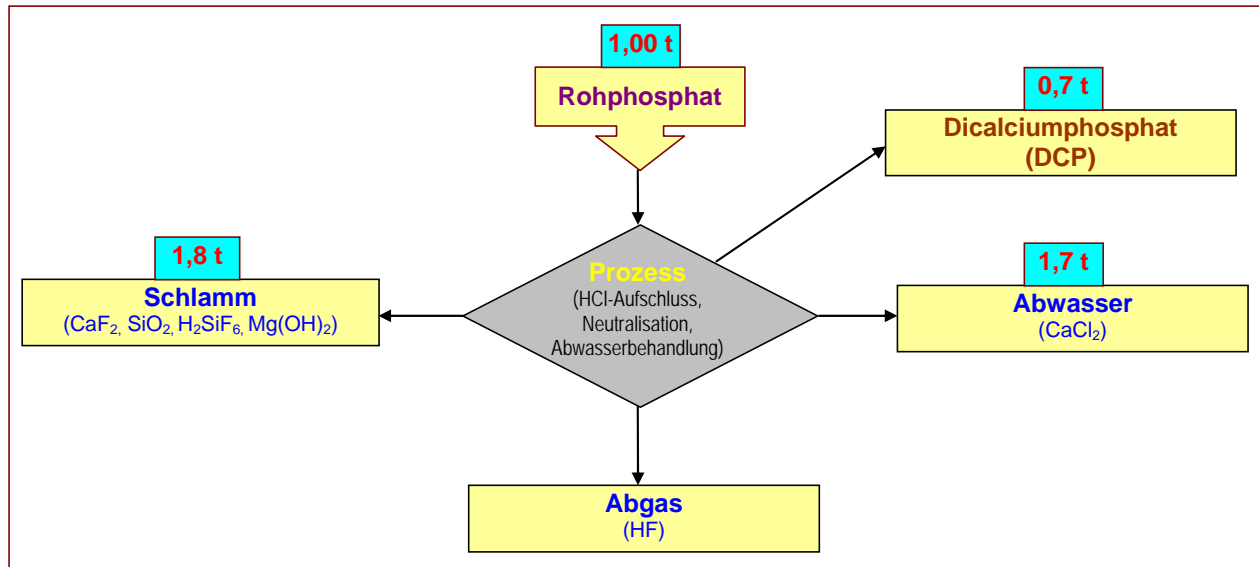 1,00 t
Rohphosphat
0,7 t
Dicalciumphosphat
(DCP)
1,8 t
Schlamm
(CaF₂, SiO₂, H₂SiF₆, Mg(OH)₂)
Prozess
(HCl-Aufschluss,
Neutralisation,
Abwasserbehandlung)
1,7 t
Abwasser
(CaCl₂)
Abgas
(HF)